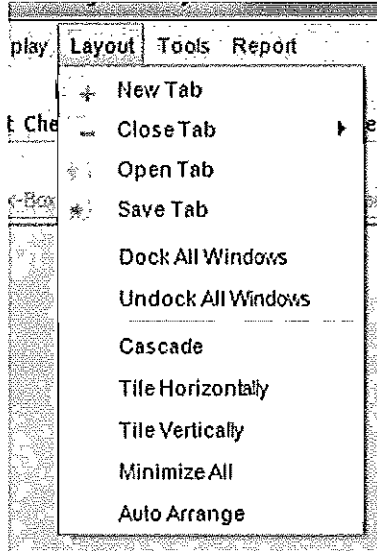 play Layout Tools Report
New Tab
t Che Close Tab
Open Tab
Save Tab
Dock All Windows
Undock All Windows
Cascade
Tile Horizontally
Tile Vertically
Minimize All
Auto Arrange